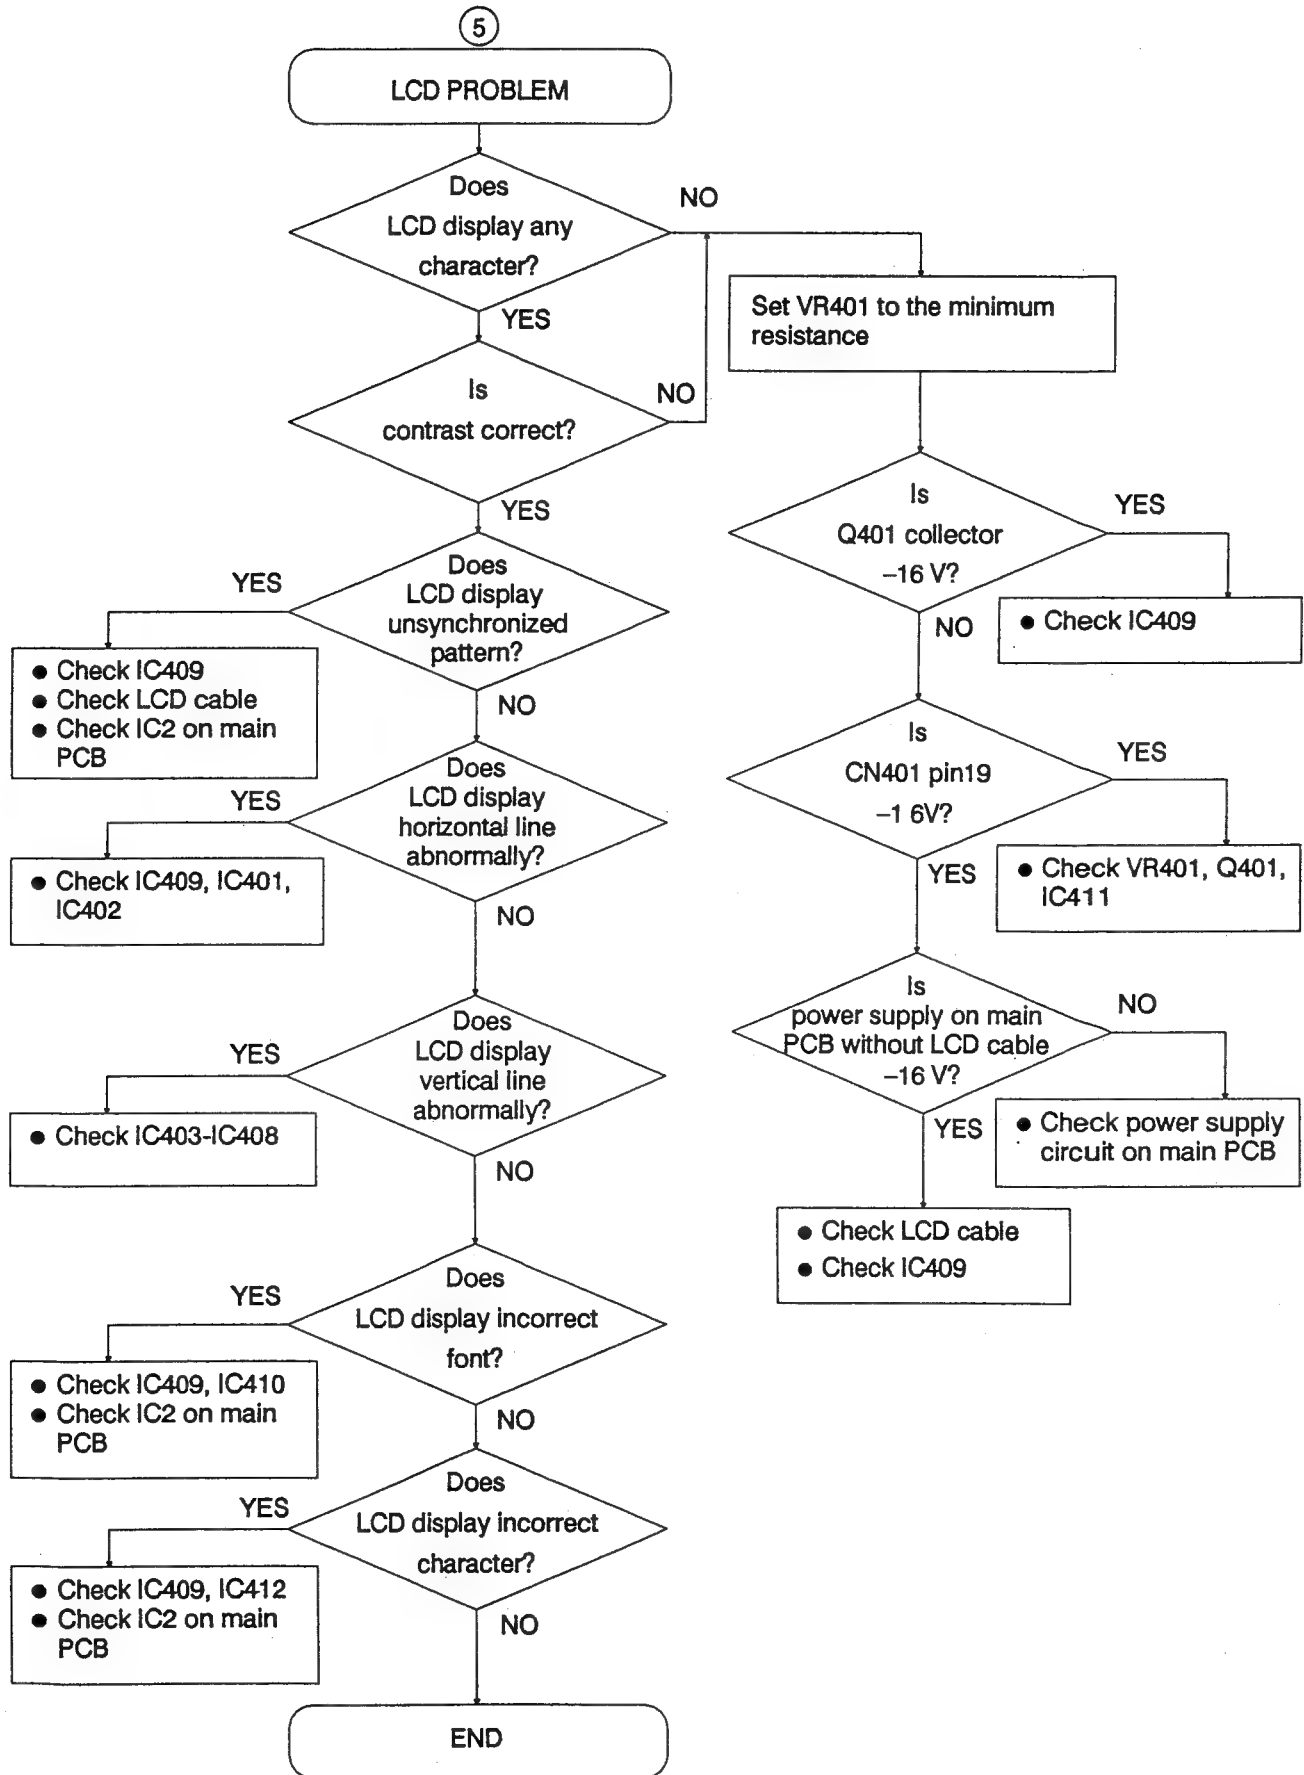 5
LCD PROBLEM
Does
LCD display any
character?
NO
YES
Set VR401 to the minimum
resistance
Is
contrast correct?
NO
YES
Is
Q401 collector
–16 V?
YES
NO
● Check IC409
Does
LCD display
unsynchronized
pattern?
YES
NO
● Check IC409
● Check LCD cable
● Check IC2 on main
PCB
Is
CN401 pin19
–1 6V?
YES
YES
● Check VR401, Q401,
IC411
Does
LCD display
horizontal line
abnormally?
YES
NO
● Check IC409, IC401,
IC402
Is
power supply on main
PCB without LCD cable
–16 V?
NO
YES
● Check power supply
circuit on main PCB
● Check LCD cable
● Check IC409
Does
LCD display
vertical line
abnormally?
YES
NO
● Check IC403-IC408
Does
LCD display incorrect
font?
YES
NO
● Check IC409, IC410
● Check IC2 on main
PCB
Does
LCD display incorrect
character?
YES
NO
● Check IC409, IC412
● Check IC2 on main
PCB
END